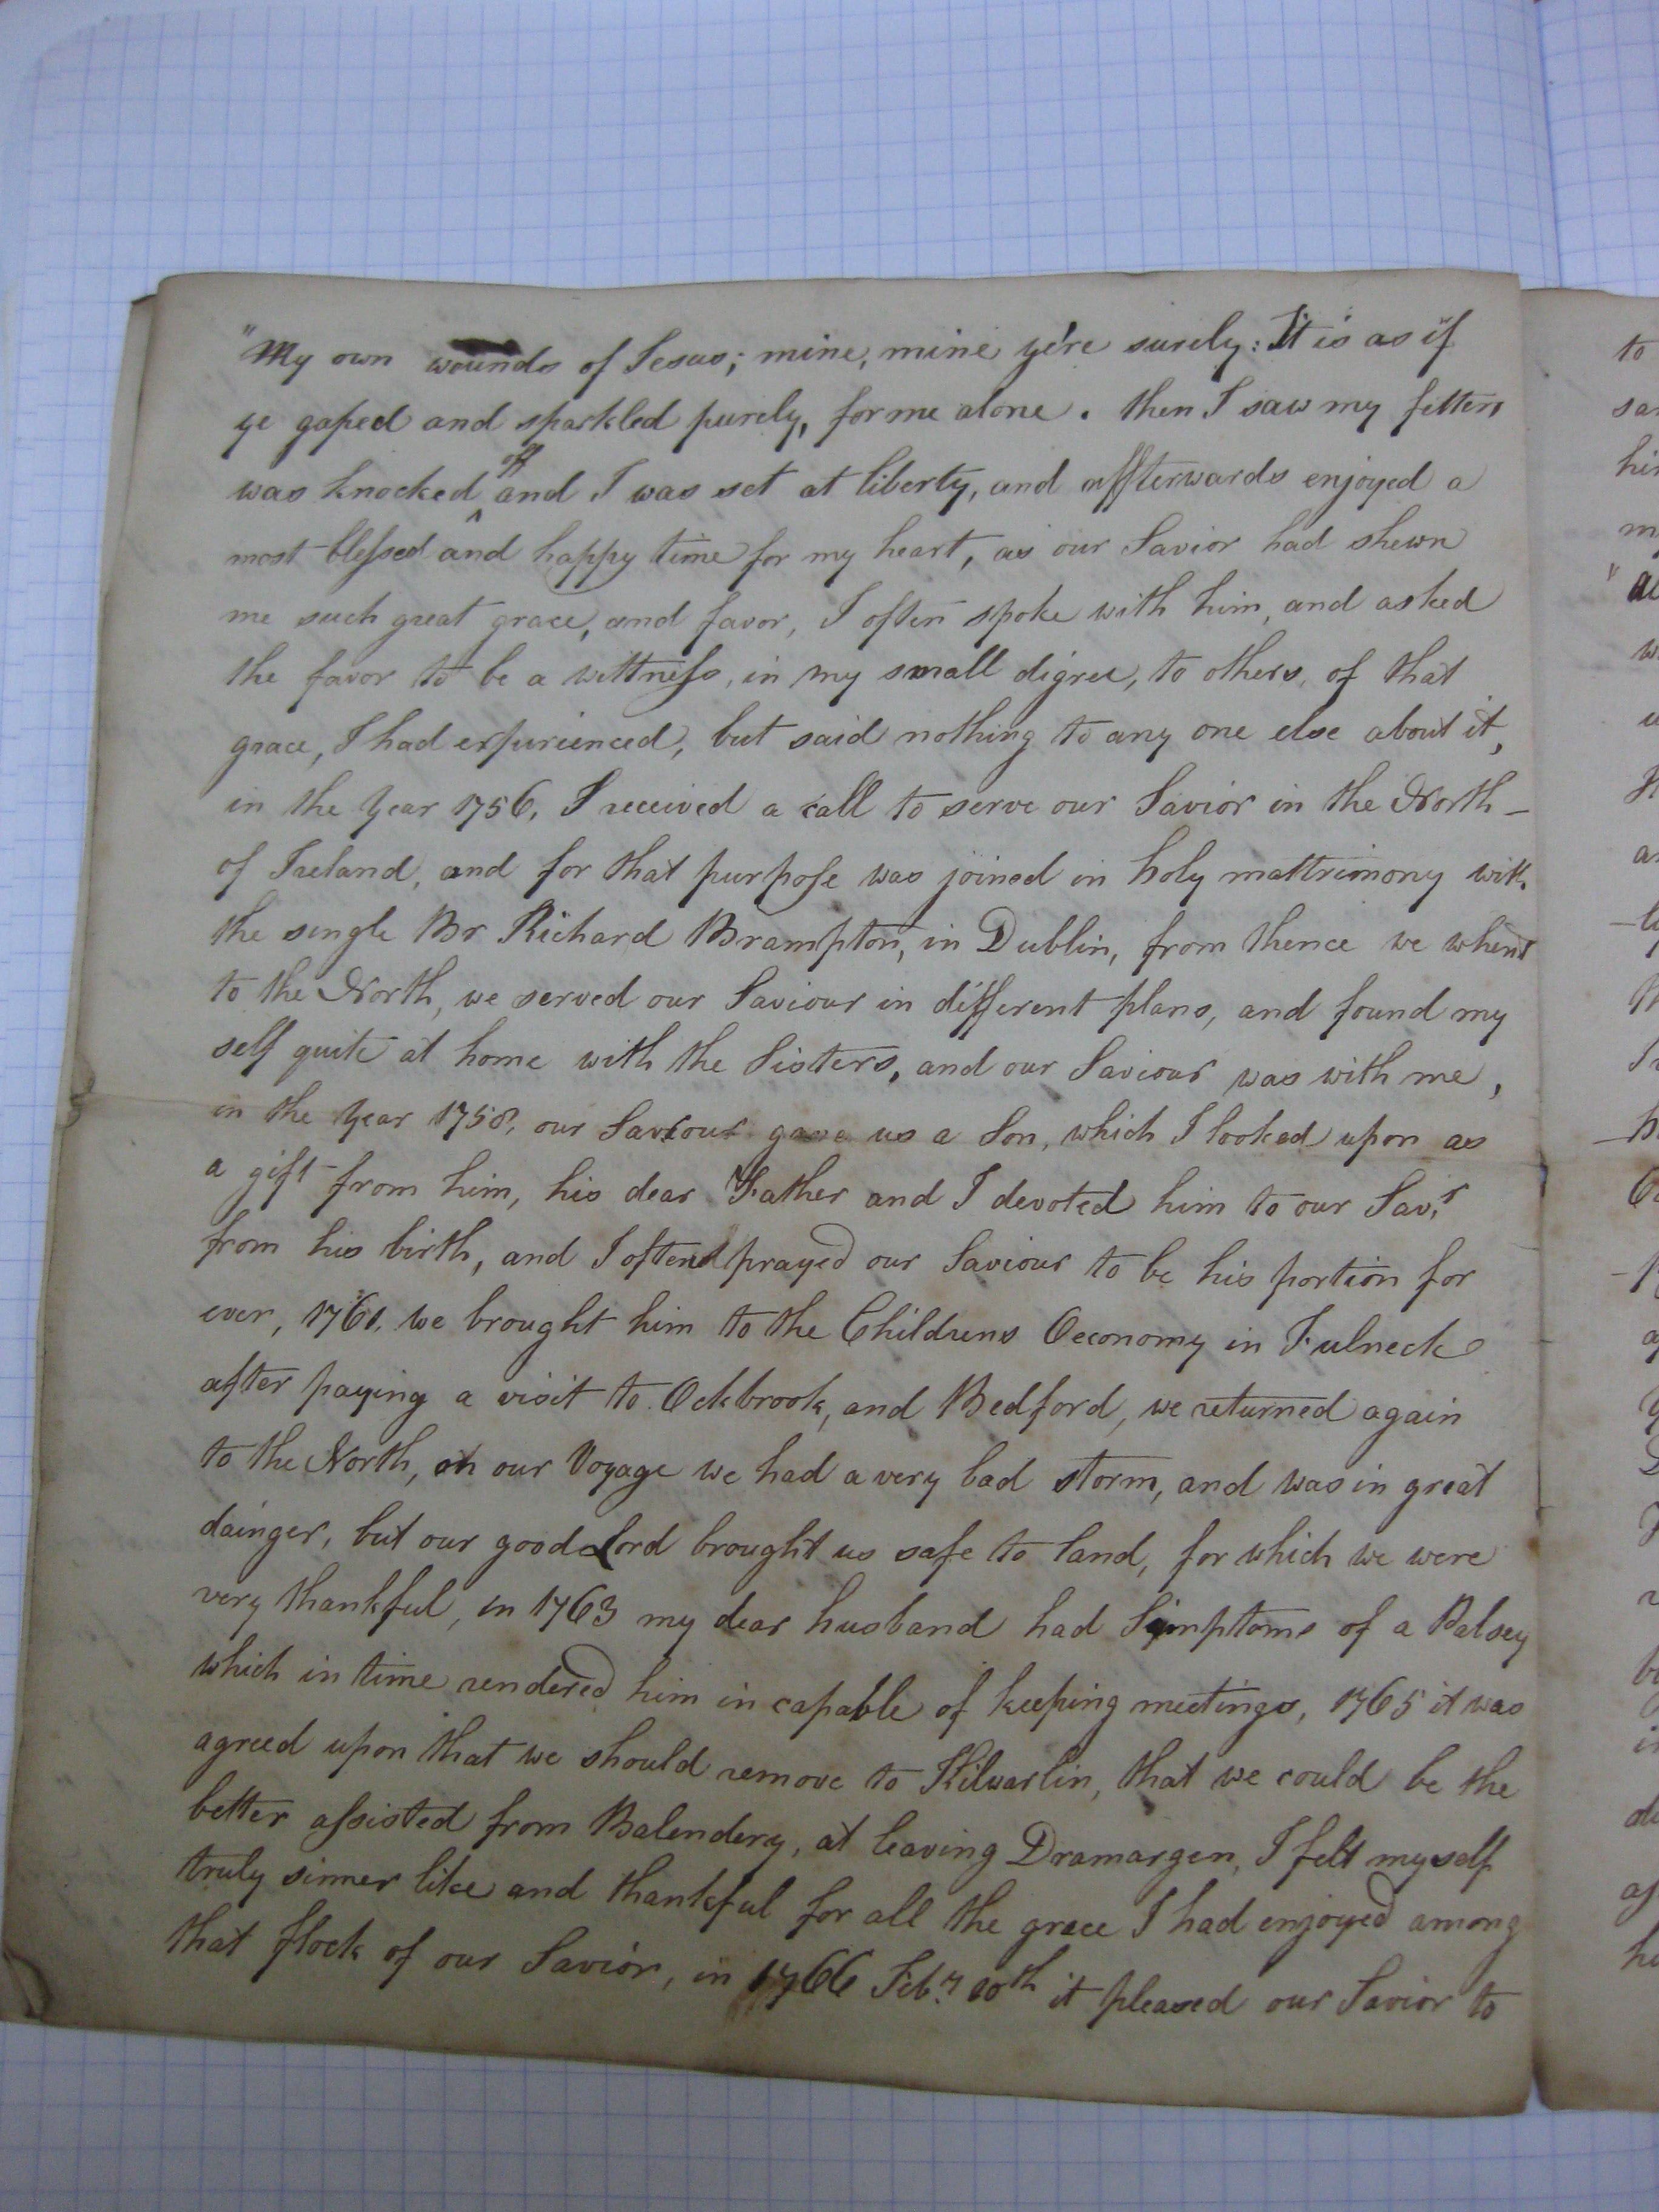 "My own wounds of Jesus; mine, mine ye're surely: It is as if
ye gaped and sparkled purely, for me alone. then I saw my fetters
was knocked off and I was set at liberty, and affterwards enjoyed a
most blessed and happy time for my heart, as our Savior had shewn
me such great grace, and favor, I often spoke with him, and asked
the favor to be a wittness, in my small digree, to others, of that
grace, I had expurienced, but said nothing to any one else about it,
in the Year 1756, I received a call to serve our Savior in the North
of Ireland, and for that purpose was joined in holy mattrimony with
the single Br Richard Brampton, in Dublin, from thence we whent
to the North, we served our Saviour in different plans, and found my
self quite at home with the Sisters, and our Saviour was with me,
in the Year 1758, our Saviour gave us a Son, which I looked upon as
a gift from him, his dear Father and I devoted him to our Savr
from his birth, and I often prayed our Saviour to be his portion for
ever, 1761, we brought him to the Childrens Oeconomy in Fulneck
after paying a visit to Ockbrook, and Bedford, we returned again
to the North, on our Voyage we had a very bad storm, and was in great
dainger, but our good Lord brought us safe to land, for which we were
very thankful, in 1763 my dear husband had Simptoms of a Palsey
which in time rendered him in capable of keeping meetings, 1765 it was
agreed upon that we should remove to Kilwarlin, that we could be the
better assisted from Balendery, at leaving Dramargen, I felt myself
truly sinner like and thankful for all the grace I had enjoyed among
that flock of our Savior, in 1766 Feby 10th it pleased our Savior to